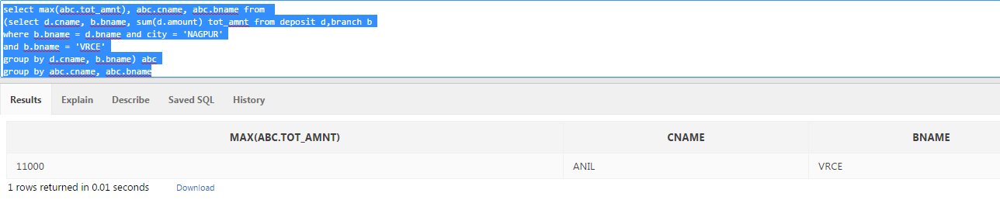 select max(abc.tot_amnt), abc.cname, abc.bname from
(select d.cname, b.bname, sum(d.amount) tot_amnt from deposit d,branch b
where b.bname = d.bname and city = 'NAGPUR'
and b.bname = 'VRCE'
group by d.cname, b.bname) abc
group by abc.cname, abc.bname
Results Explain Describe Saved SQL History
MAX(ABC.TOT_AMNT) CNAME BNAME
11000 ANIL VRCE
1 rows returned in 0.01 seconds Download